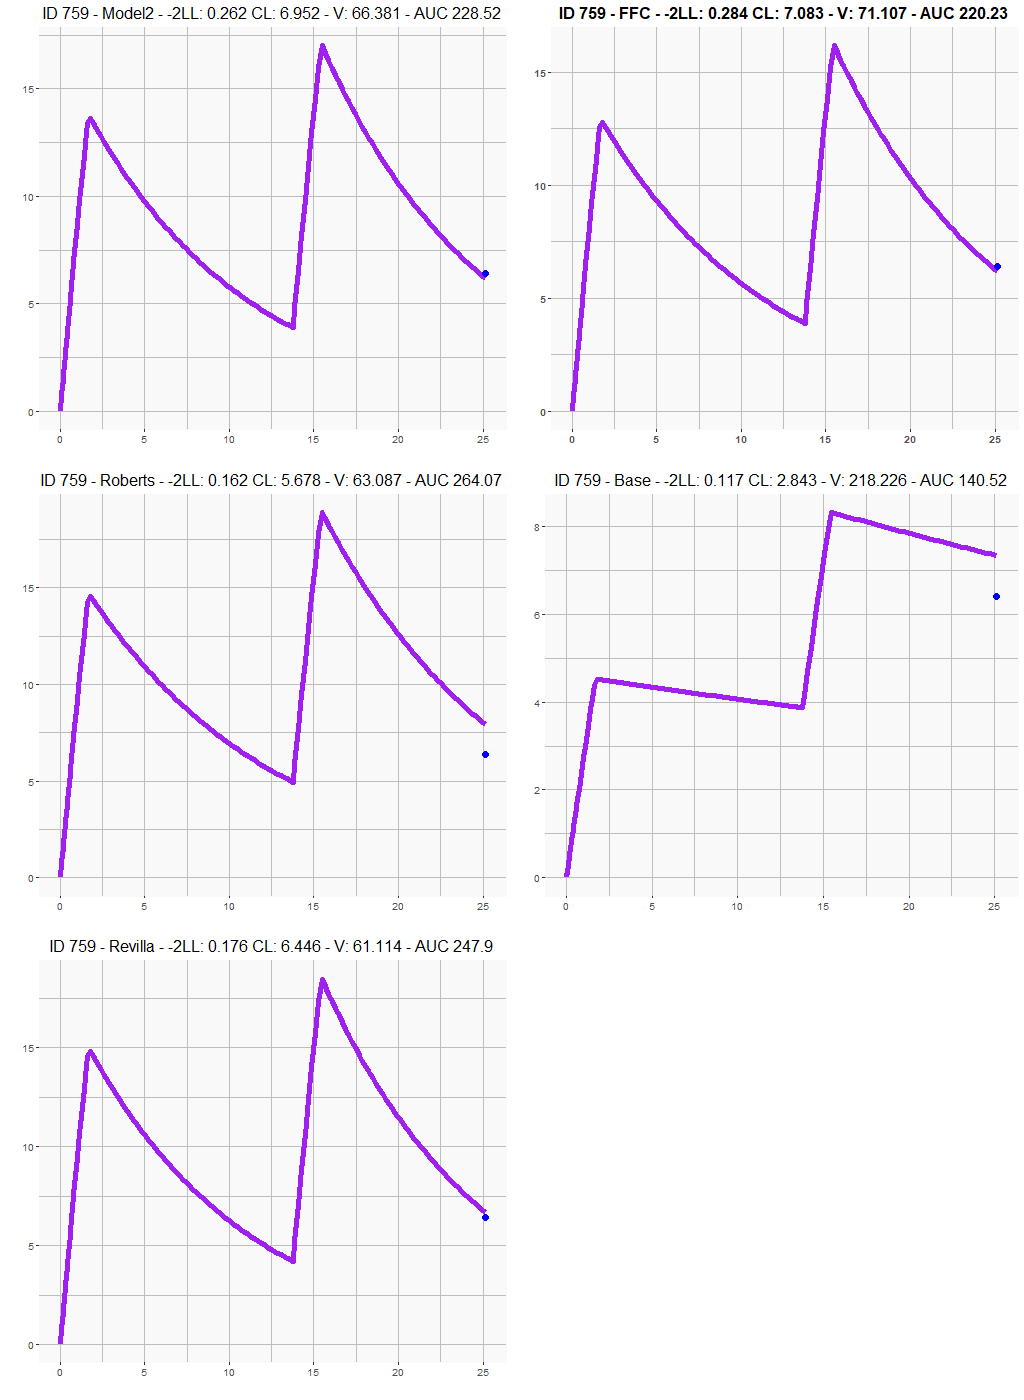 ID 759 - Model2 - -2LL: 0.262 CL: 6.952 - V: 66.381 - AUC 228.52
15
10
5
0
0 5 10 15 20 25
ID 759 - FFC - -2LL: 0.284 CL: 7.083 - V: 71.107 - AUC 220.23
15
10
5
0
0 5 10 15 20 25
ID 759 - Roberts - -2LL: 0.162 CL: 5.678 - V: 63.087 - AUC 264.07
15
10
5
0
0 5 10 15 20 25
ID 759 - Base - -2LL: 0.117 CL: 2.843 - V: 218.226 - AUC 140.52
8
6
4
2
0
0 5 10 15 20 25
ID 759 - Revilla - -2LL: 0.176 CL: 6.446 - V: 61.114 - AUC 247.9
15
10
5
0
0 5 10 15 20 25